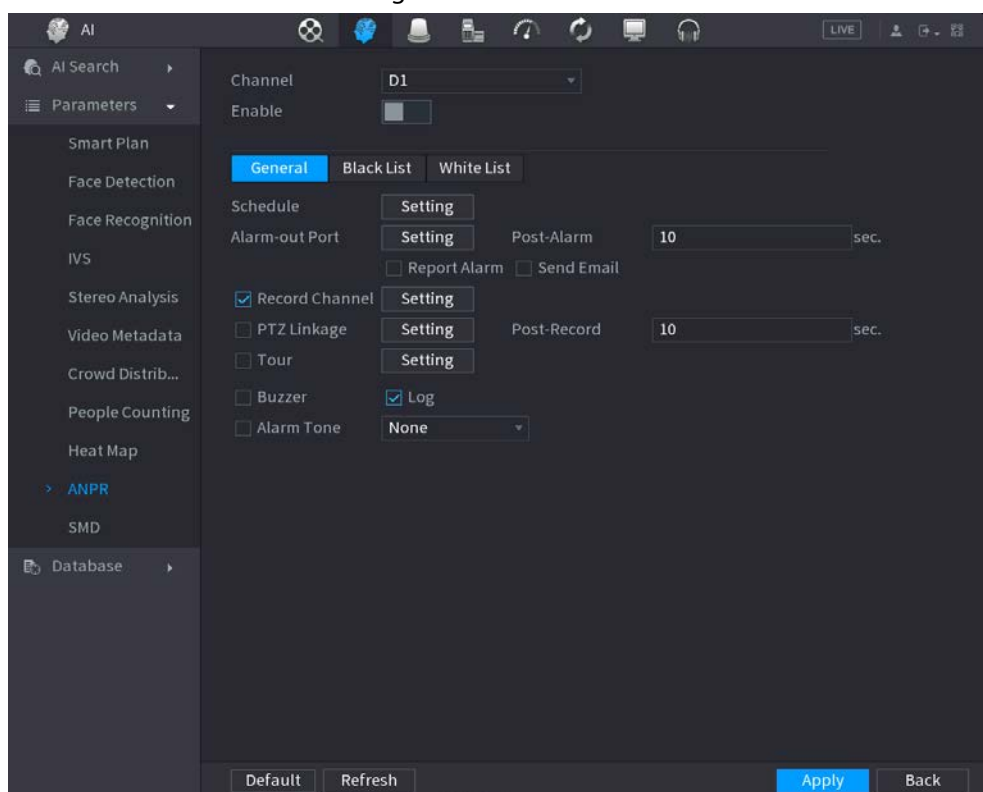 AI
LIVE
AI Search
Parameters
Smart Plan
Face Detection
Face Recognition
IVS
Stereo Analysis
Video Metadata
Crowd Distrib...
People Counting
Heat Map
ANPR
SMD
Database
Channel D1
Enable
General Black List White List
Schedule Setting
Alarm-out Port Setting Post-Alarm 10 sec.
Report Alarm Send Email
Record Channel Setting
PTZ Linkage Setting Post-Record 10 sec.
Tour Setting
Buzzer Log
Alarm Tone None
Default Refresh Apply Back